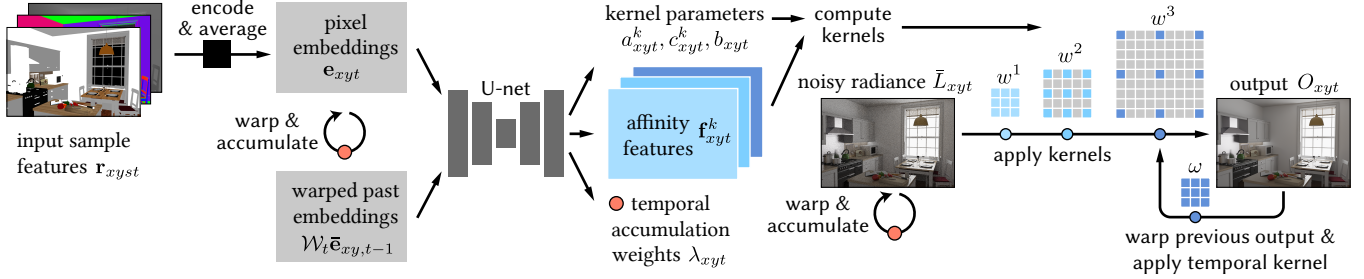 encode
& average
input sample
features r_xyst
pixel
embeddings
e_xyt
warp &
accumulate
warped past
embeddings
𝒲_t ē_xy,t−1
U-net
kernel parameters
a^k_xyt, c^k_xyt, b_xyt
affinity
features
f^k_xyt
temporal
accumulation
weights λ_xyt
compute
kernels
noisy radiance L̄_xyt
warp &
accumulate
w^1
w^2
w^3
apply kernels
output O_xyt
ω
warp previous output &
apply temporal kernel